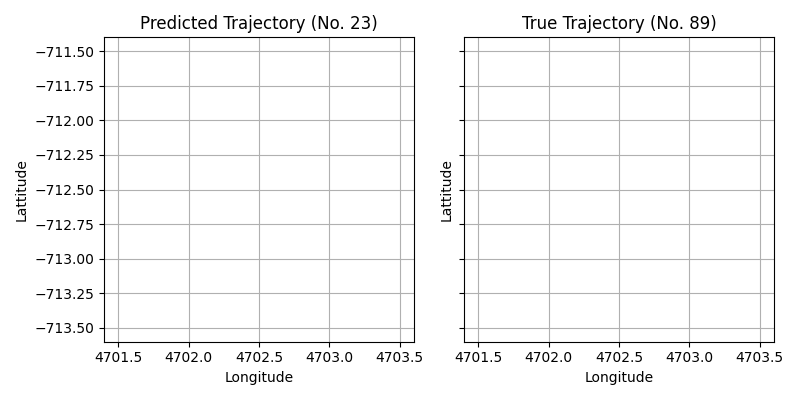 Predicted Trajectory (No. 23)
True Trajectory (No. 89)
−711.50
−711.75
−712.00
−712.25
−712.50
−712.75
−713.00
−713.25
−713.50
Lattitude
Lattitude
4701.5 4702.0 4702.5 4703.0 4703.5
4701.5 4702.0 4702.5 4703.0 4703.5
Longitude
Longitude